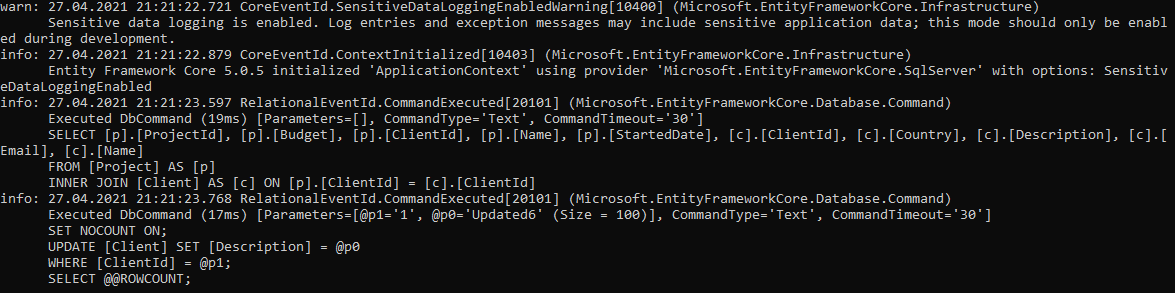 warn: 27.04.2021 21:21:22.721 CoreEventId.SensitiveDataLoggingEnabledWarning[10400] (Microsoft.EntityFrameworkCore.Infrastructure)
      Sensitive data logging is enabled. Log entries and exception messages may include sensitive application data; this mode should only be enabl
ed during development.
info: 27.04.2021 21:21:22.879 CoreEventId.ContextInitialized[10403] (Microsoft.EntityFrameworkCore.Infrastructure)
      Entity Framework Core 5.0.5 initialized 'ApplicationContext' using provider 'Microsoft.EntityFrameworkCore.SqlServer' with options: Sensitiv
eDataLoggingEnabled
info: 27.04.2021 21:21:23.597 RelationalEventId.CommandExecuted[20101] (Microsoft.EntityFrameworkCore.Database.Command)
      Executed DbCommand (19ms) [Parameters=[], CommandType='Text', CommandTimeout='30']
      SELECT [p].[ProjectId], [p].[Budget], [p].[ClientId], [p].[Name], [p].[StartedDate], [c].[ClientId], [c].[Country], [c].[Description], [c].[
Email], [c].[Name]
      FROM [Project] AS [p]
      INNER JOIN [Client] AS [c] ON [p].[ClientId] = [c].[ClientId]
info: 27.04.2021 21:21:23.768 RelationalEventId.CommandExecuted[20101] (Microsoft.EntityFrameworkCore.Database.Command)
      Executed DbCommand (17ms) [Parameters=[@p1='1', @p0='Updated6' (Size = 100)], CommandType='Text', CommandTimeout='30']
      SET NOCOUNT ON;
      UPDATE [Client] SET [Description] = @p0
      WHERE [ClientId] = @p1;
      SELECT @@ROWCOUNT;